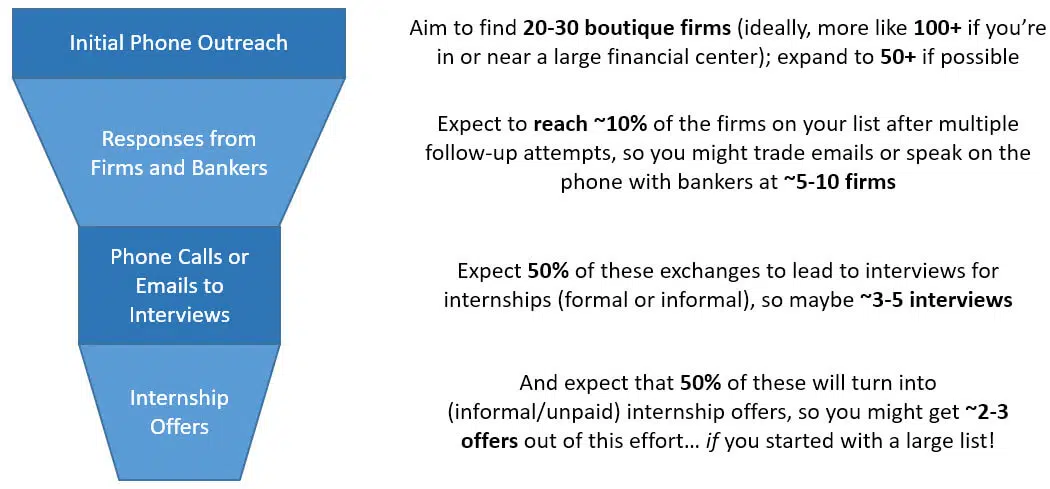 Initial Phone Outreach
Aim to find 20-30 boutique firms (ideally, more like 100+ if you’re
in or near a large financial center); expand to 50+ if possible
Responses from
Firms and Bankers
Expect to reach ~10% of the firms on your list after multiple
follow-up attempts, so you might trade emails or speak on the
phone with bankers at ~5-10 firms
Phone Calls or
Emails to
Interviews
Expect 50% of these exchanges to lead to interviews for
internships (formal or informal), so maybe ~3-5 interviews
Internship
Offers
And expect that 50% of these will turn into
(informal/unpaid) internship offers, so you might get ~2-3
offers out of this effort… if you started with a large list!